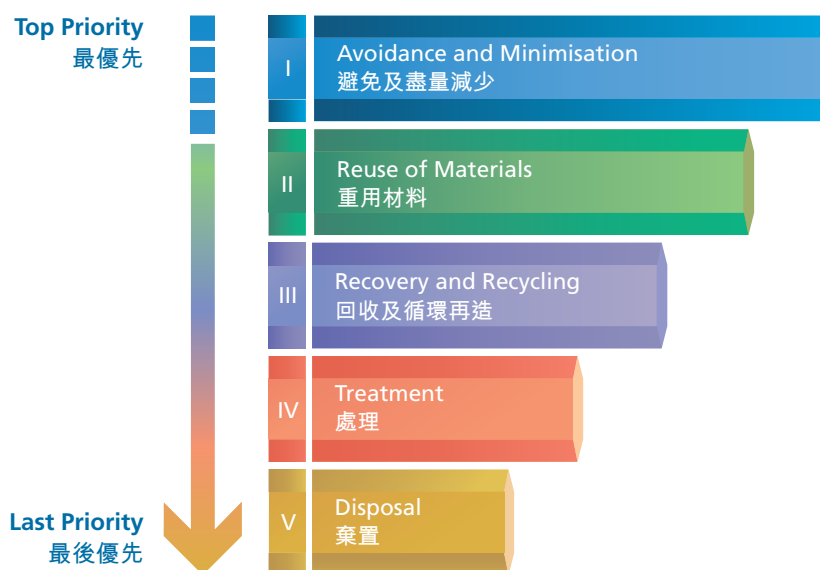 Top Priority
最優先
I
Avoidance and Minimisation
避免及盡量減少
II
Reuse of Materials
重用材料
III
Recovery and Recycling
回收及循環再造
IV
Treatment
處理
V
Disposal
棄置
Last Priority
最後優先